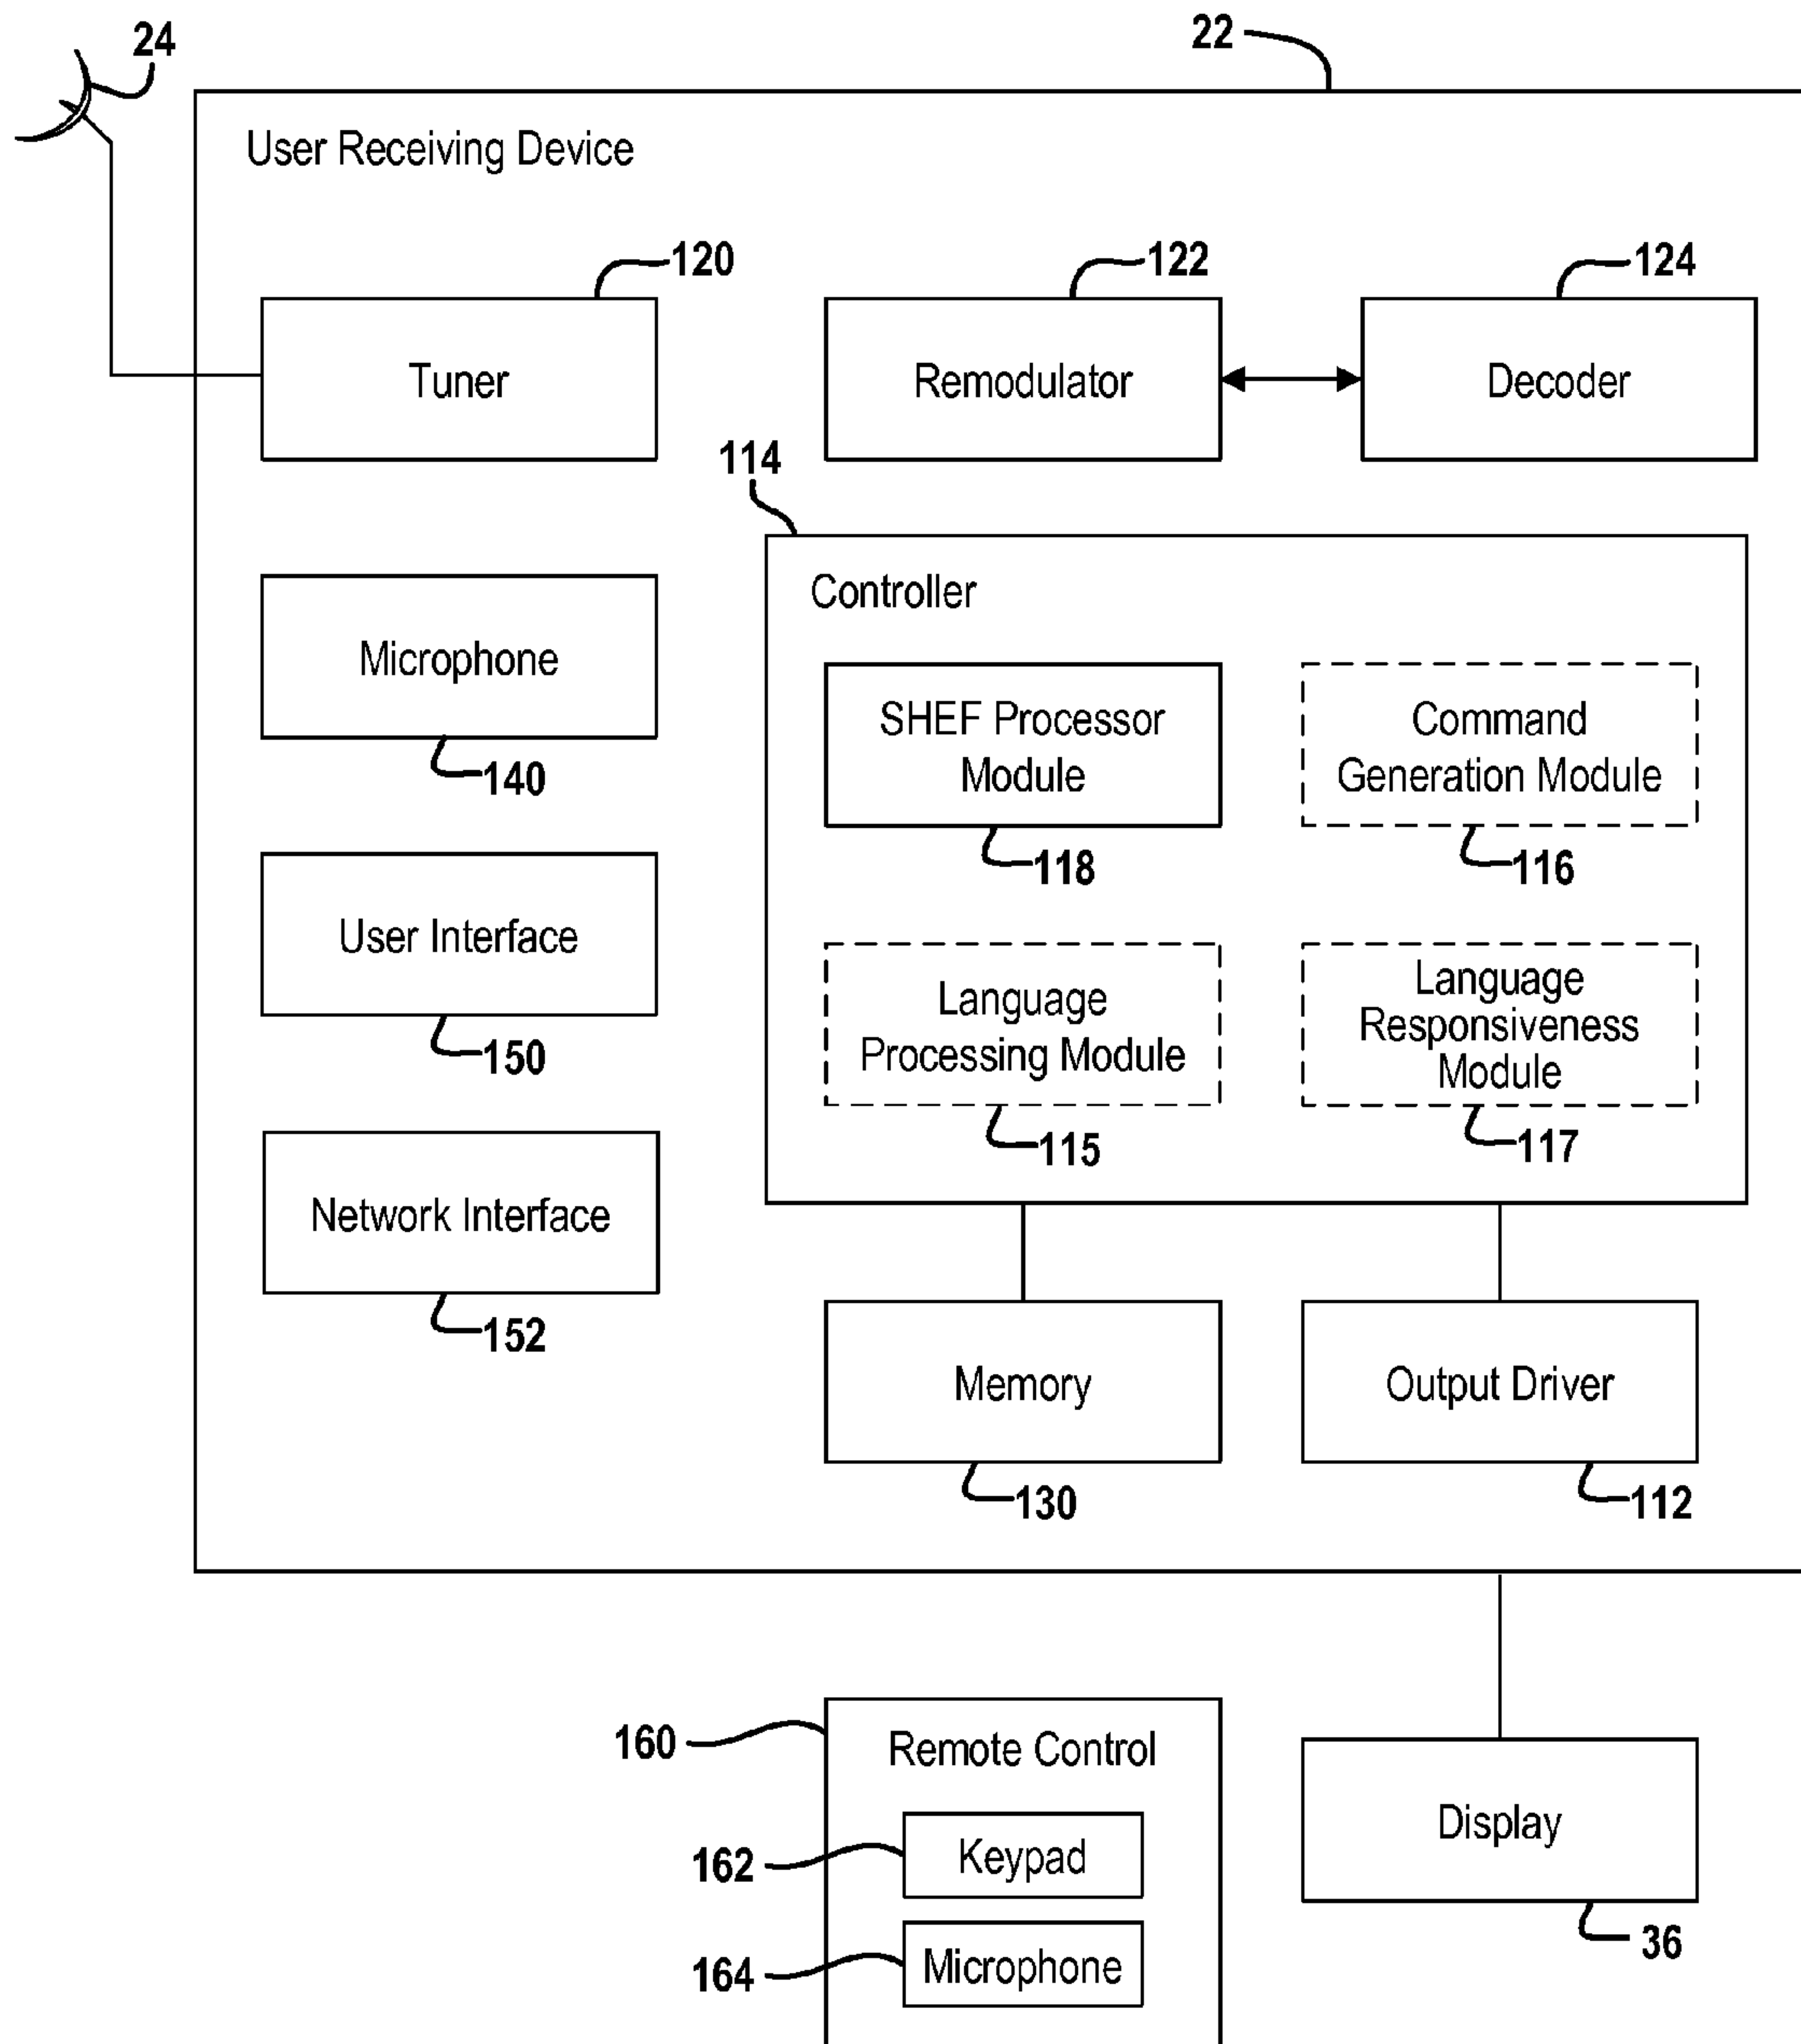 24
22
User Receiving Device
120
122
124
Tuner
Remodulator
Decoder
114
Controller
Microphone
140
SHEF Processor
Module
118
Command
Generation Module
116
User Interface
150
Language
Processing Module
115
Language
Responsiveness
Module
117
Network Interface
152
Memory
130
Output Driver
112
160
Remote Control
162
Keypad
164
Microphone
Display
36